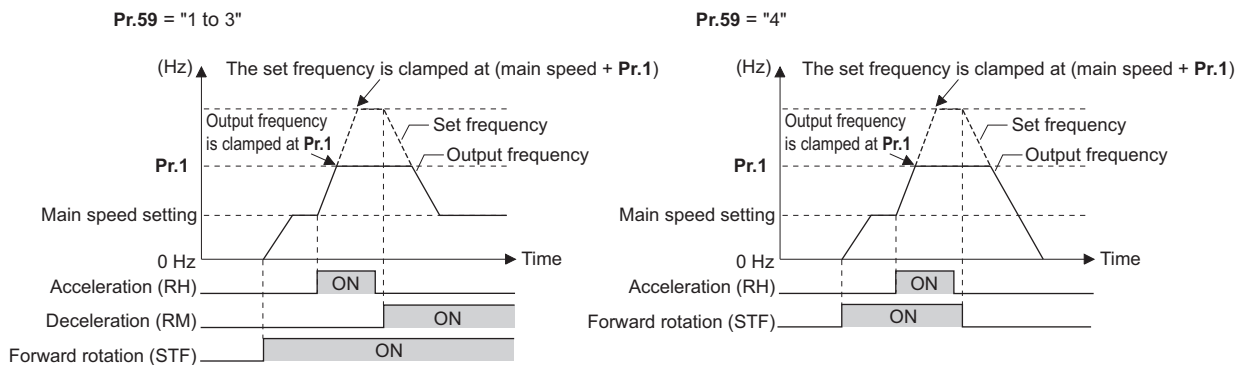 Pr.59 = "1 to 3"
(Hz)
The set frequency is clamped at (main speed + Pr.1)
Output frequency
is clamped at Pr.1
Set frequency
Output frequency
Pr.1
Main speed setting
0 Hz
Time
Acceleration (RH)
ON
Deceleration (RM)
ON
Forward rotation (STF)
ON
Pr.59 = "4"
(Hz)
The set frequency is clamped at (main speed + Pr.1)
Output frequency
is clamped at Pr.1
Set frequency
Output frequency
Pr.1
Main speed setting
0 Hz
Time
Acceleration (RH)
ON
Forward rotation (STF)
ON